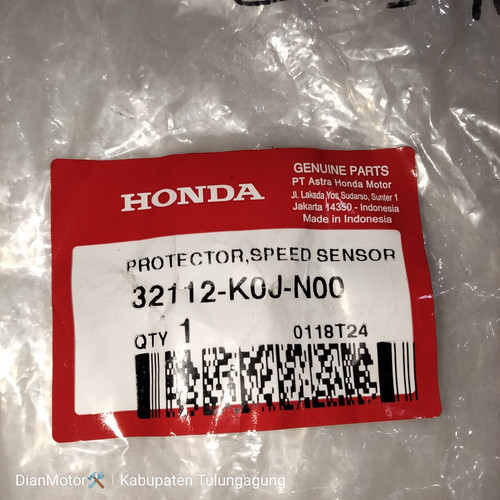 GENUINE PARTS
PT Astra Honda Motor
Jl. Laksda Yos Sudarso, Sunter 1
Jakarta 14350 - Indonesia
Made in Indonesia
HONDA
PROTECTOR,SPEED SENSOR
32112-K0J-N00
QTY 1
0118T24
DianMotor🛠️ | Kabupaten Tulungagung